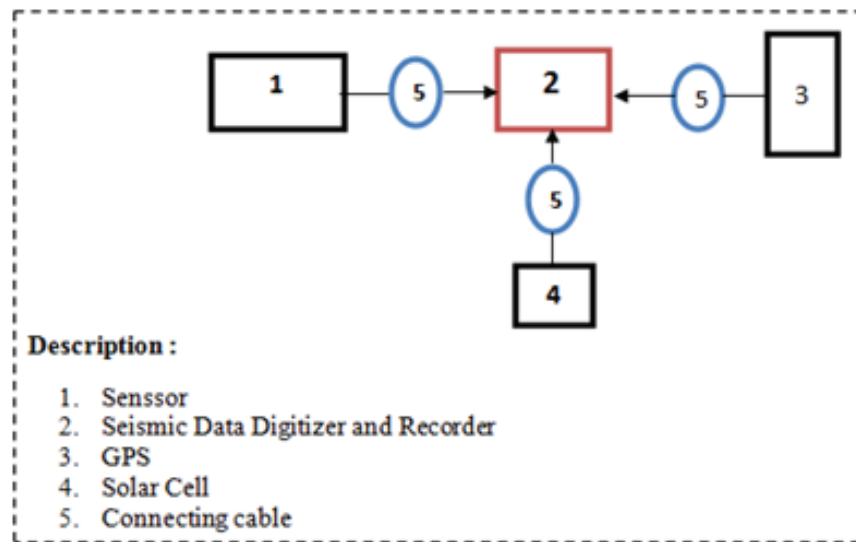 1 5 2 5 3
5
4
Description :
1. Senssor
2. Seismic Data Digitizer and Recorder
3. GPS
4. Solar Cell
5. Connecting cable